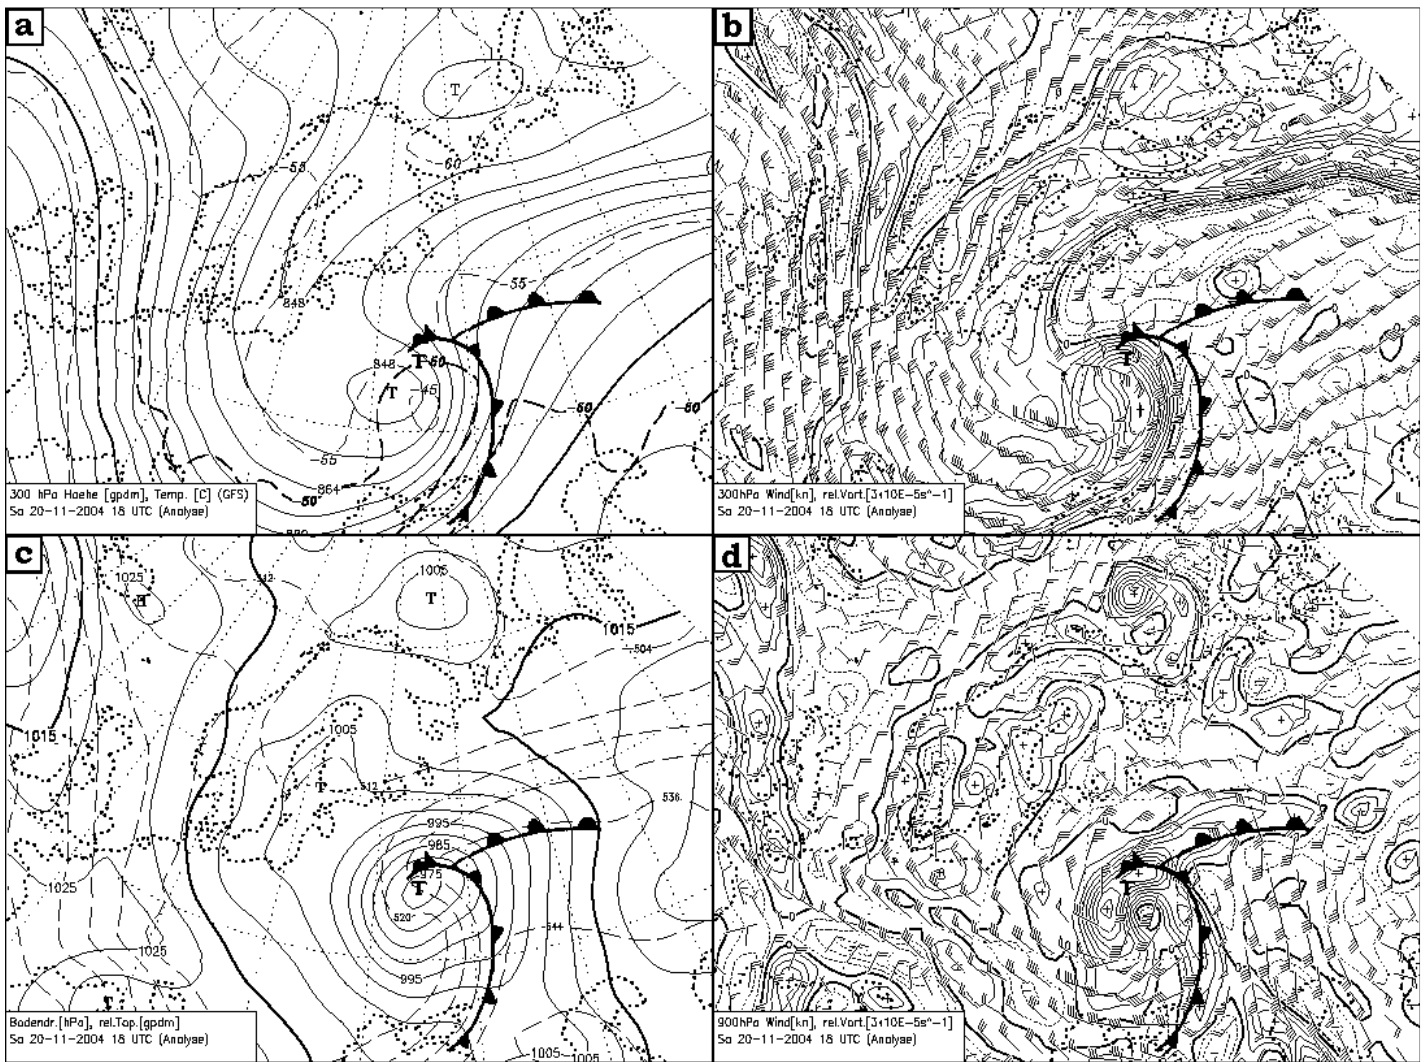 a
T
-60
-55
848
-55
T
-60
848
T
-45
-60
-60
-55
864
-60
300 hPa Hoehe [gpdm], Temp. [C] (GFS)
Sa 20-11-2004 18 UTC (Analyse)
b
T
300hPa Wind[kn], rel.Vort.[3*10E-5s^-1]
Sa 20-11-2004 18 UTC (Analyse)
c
1025
H
512
1005
T
1015
504
1015
1005
T
512
536
995
985
975
T
520
1025
544
1025
995
T
1005
1005
Bodendr.[hPa], rel.Top.[gpdm]
Sa 20-11-2004 18 UTC (Analyse)
d
T
900hPa Wind[kn], rel.Vort.[3*10E-5s^-1]
Sa 20-11-2004 18 UTC (Analyse)